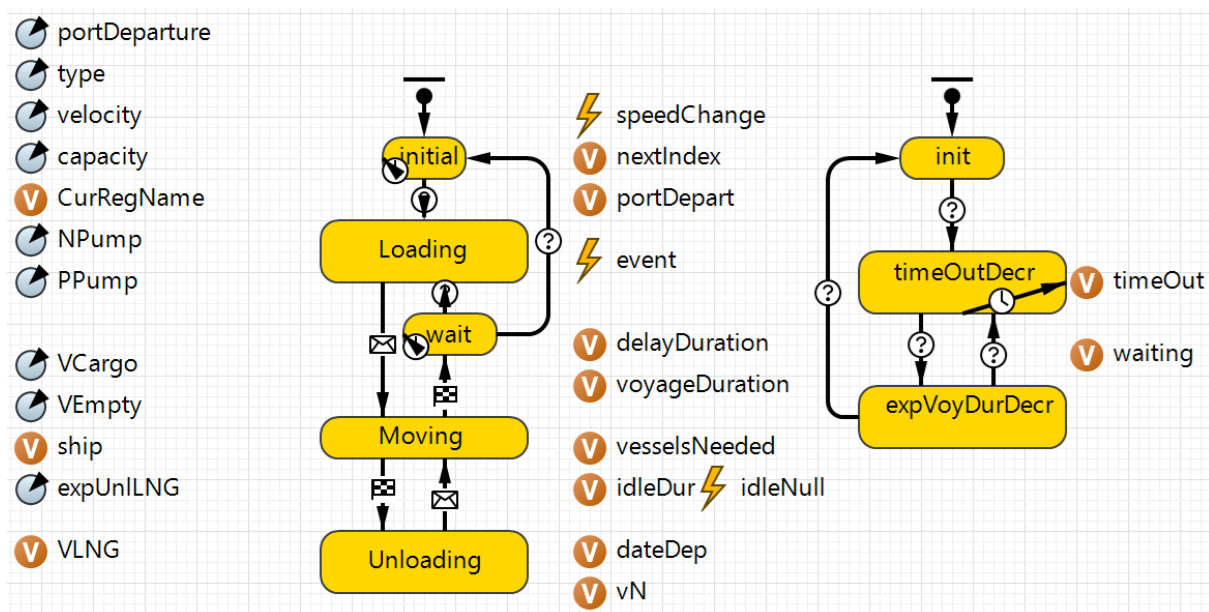 portDeparture
type
velocity
capacity
CurRegName
NPump
PPump
VCargo
VEmpty
ship
expUnlLNG
VLNG
initial
Loading
wait
Moving
Unloading
speedChange
nextIndex
portDepart
event
delayDuration
voyageDuration
vesselsNeeded
idleDur idleNull
dateDep
vN
init
timeOutDecr
timeOut
waiting
expVoyDurDecr